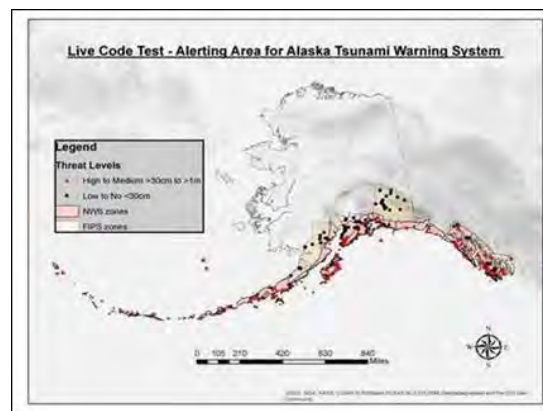 Live Code Test - Alerting Area for Alaska Tsunami Warning System
Legend
Threat Levels
High to Medium >30cm to >1m
Low to No <30cm
NWS zones
FIPS zones
N
W
E
S
0 105 210 420 630 840
Miles